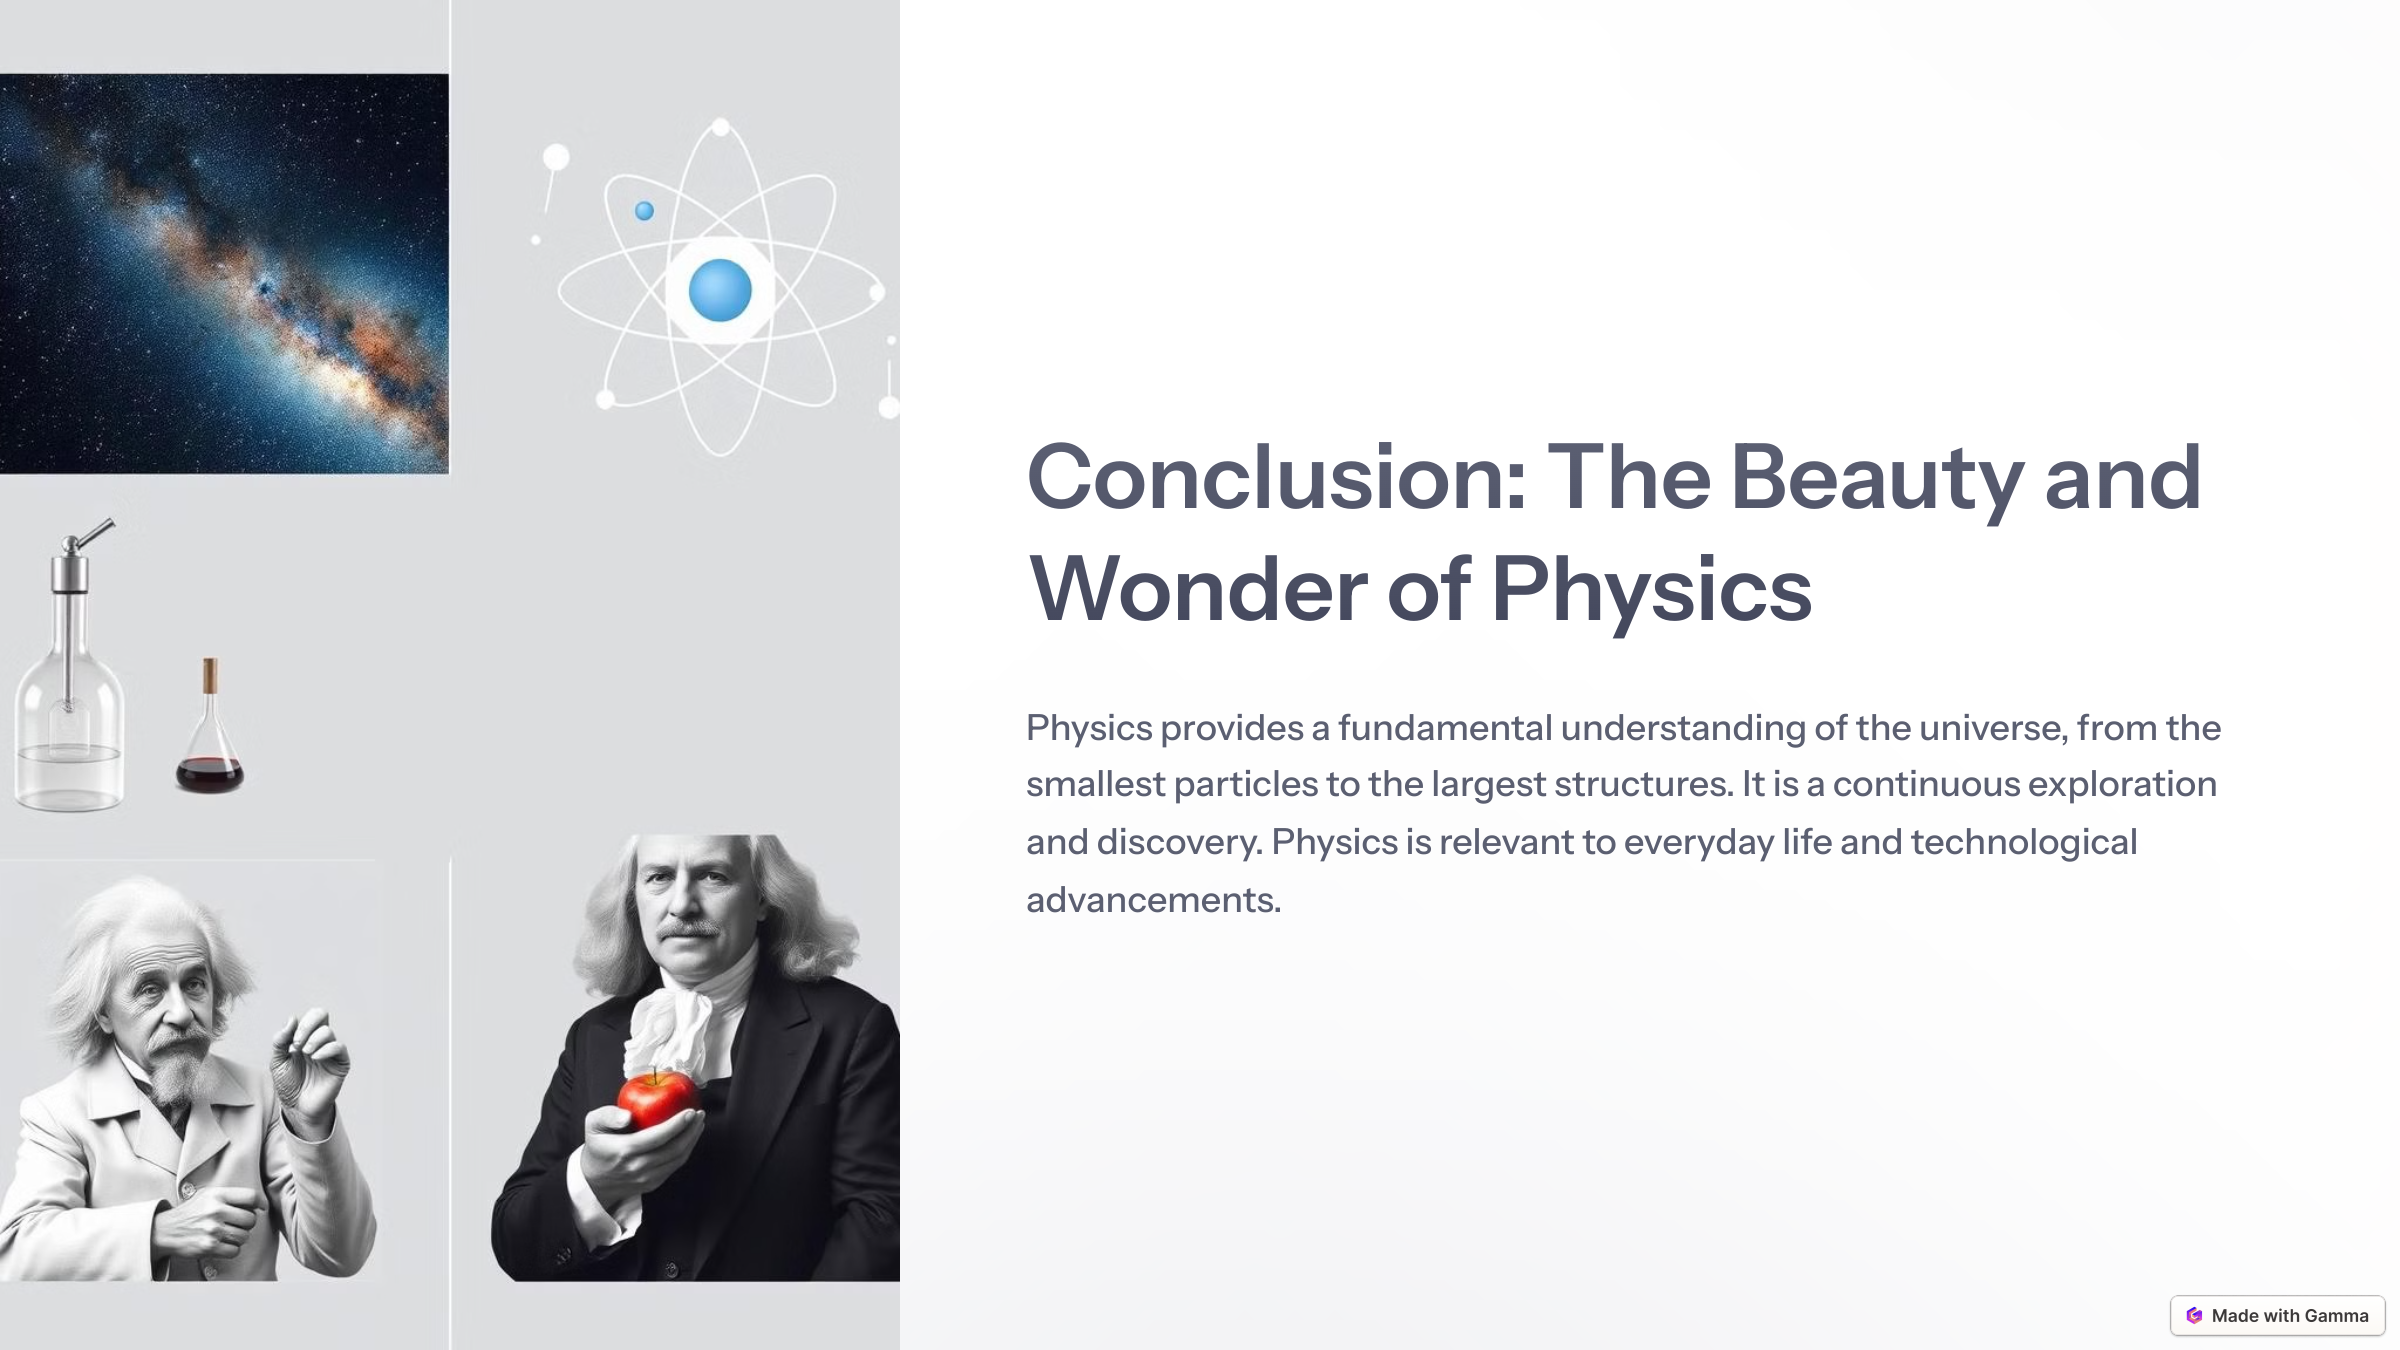 Conclusion: The Beauty and
Wonder of Physics
Physics provides a fundamental understanding of the universe, from the
smallest particles to the largest structures. It is a continuous exploration
and discovery. Physics is relevant to everyday life and technological
advancements.
Made with Gamma